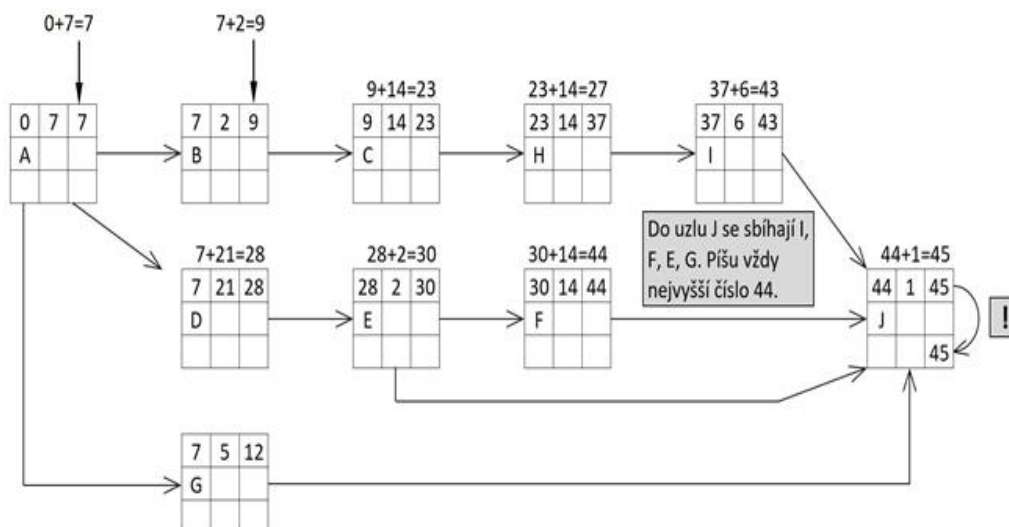 0+7=7
7+2=9
9+14=23
23+14=27
37+6=43
0 7 7
A
7 2 9
B
9 14 23
C
23 14 37
H
37 6 43
I
Do uzlu J se sbíhají I,
F, E, G. Píšu vždy
nejvyšší číslo 44.
7+21=28
28+2=30
30+14=44
44+1=45
7 21 28
D
28 2 30
E
30 14 44
F
44 1 45
J
45
!
7 5 12
G